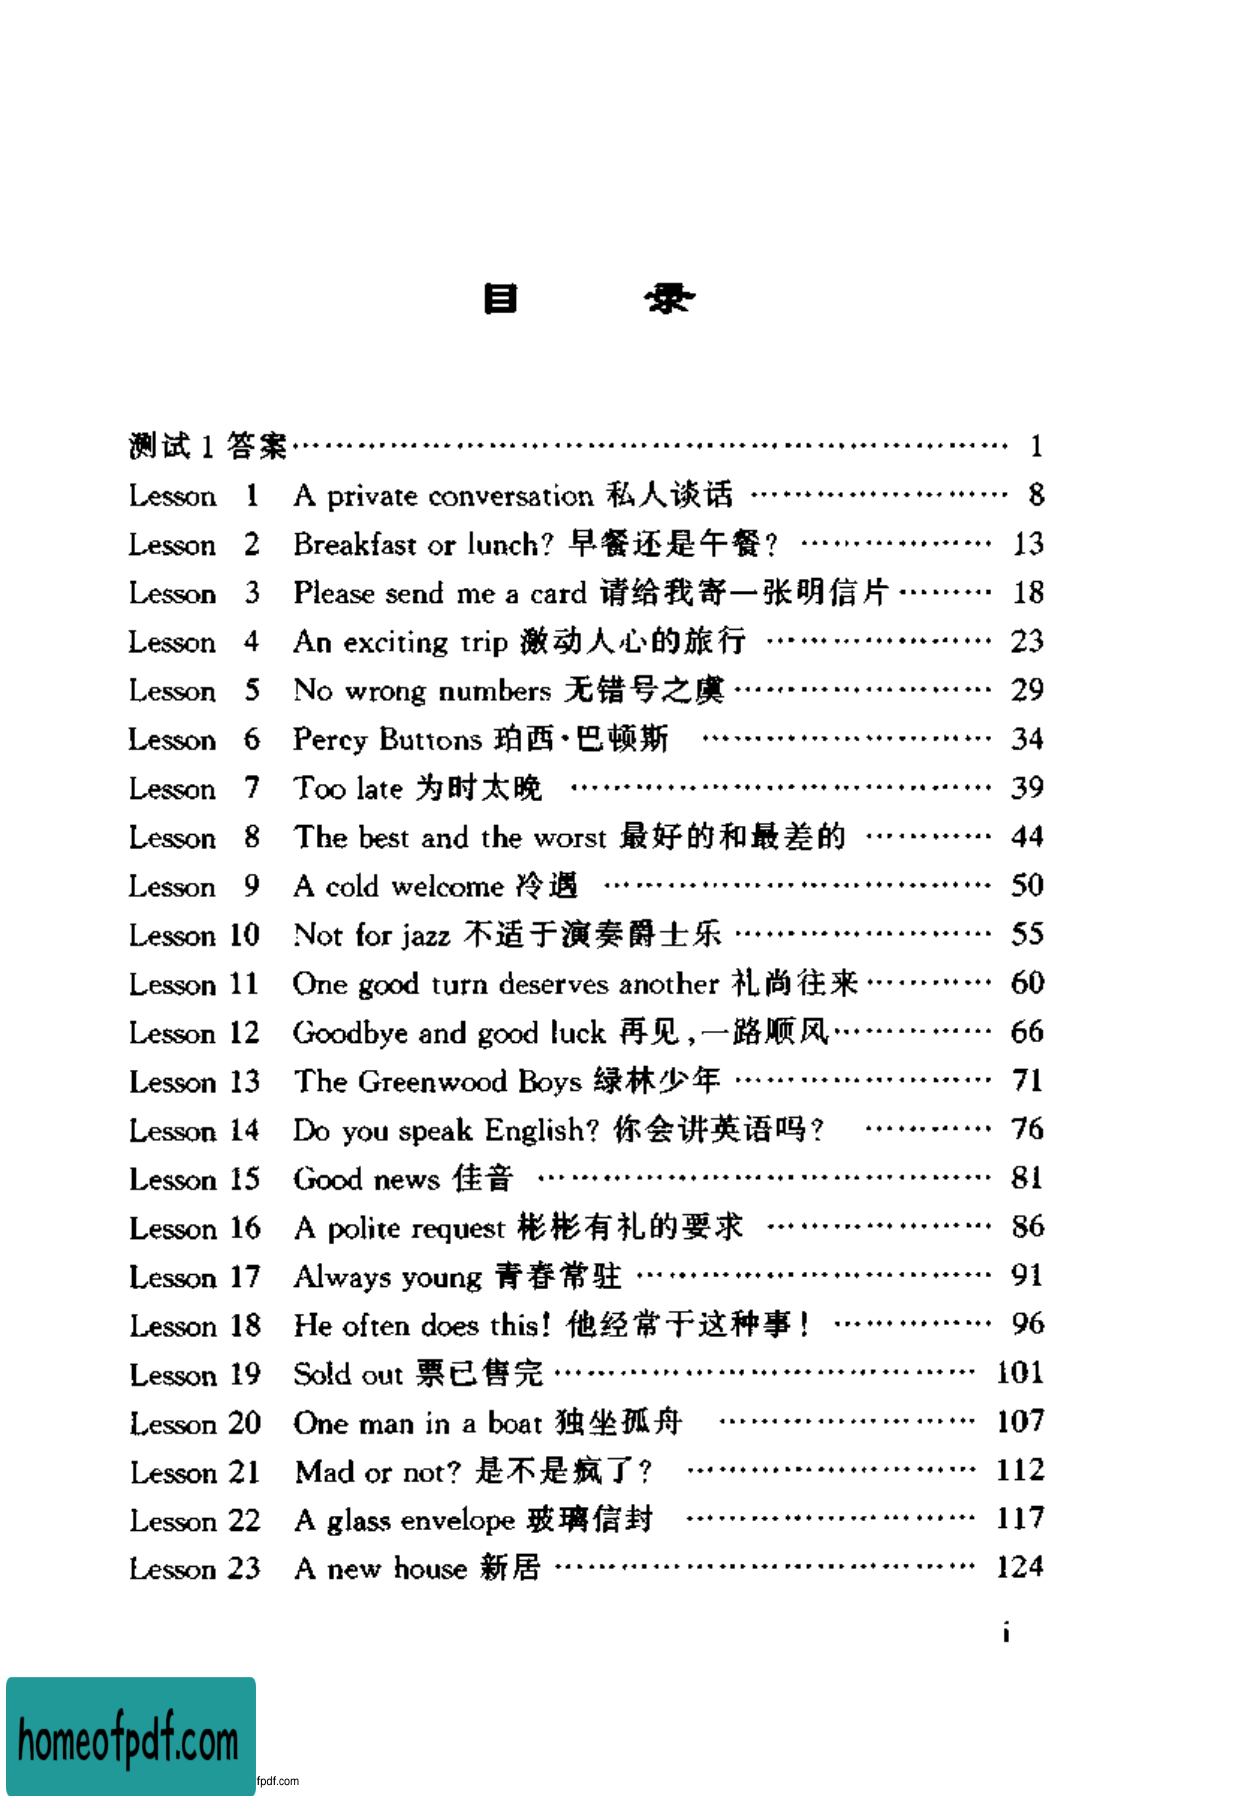 目 录
测试 1 答案…………………………………………………………… 1
Lesson 1 A private conversation 私人谈话 …………………… 8
Lesson 2 Breakfast or lunch? 早餐还是午餐? ……………… 13
Lesson 3 Please send me a card 请给我寄一张明信片……… 18
Lesson 4 An exciting trip 激动人心的旅行 ………………… 23
Lesson 5 No wrong numbers 无错号之虞…………………… 29
Lesson 6 Percy Buttons 珀西·巴顿斯 ……………………… 34
Lesson 7 Too late 为时太晚 ………………………………… 39
Lesson 8 The best and the worst 最好的和最差的 ………… 44
Lesson 9 A cold welcome 冷遇 ……………………………… 50
Lesson 10 Not for jazz 不适于演奏爵士乐 …………………… 55
Lesson 11 One good turn deserves another 礼尚往来………… 60
Lesson 12 Goodbye and good luck 再见,一路顺风…………… 66
Lesson 13 The Greenwood Boys 绿林少年 …………………… 71
Lesson 14 Do you speak English? 你会讲英语吗? ………… 76
Lesson 15 Good news 佳音 …………………………………… 81
Lesson 16 A polite request 彬彬有礼的要求 ………………… 86
Lesson 17 Always young 青春常驻 …………………………… 91
Lesson 18 He often does this! 他经常干这种事! …………… 96
Lesson 19 Sold out 票已售完………………………………… 101
Lesson 20 One man in a boat 独坐孤舟 …………………… 107
Lesson 21 Mad or not? 是不是疯了? ……………………… 112
Lesson 22 A glass envelope 玻璃信封 ……………………… 117
Lesson 23 A new house 新居 ………………………………… 124
i
homeofpdf.com
fpdf.com